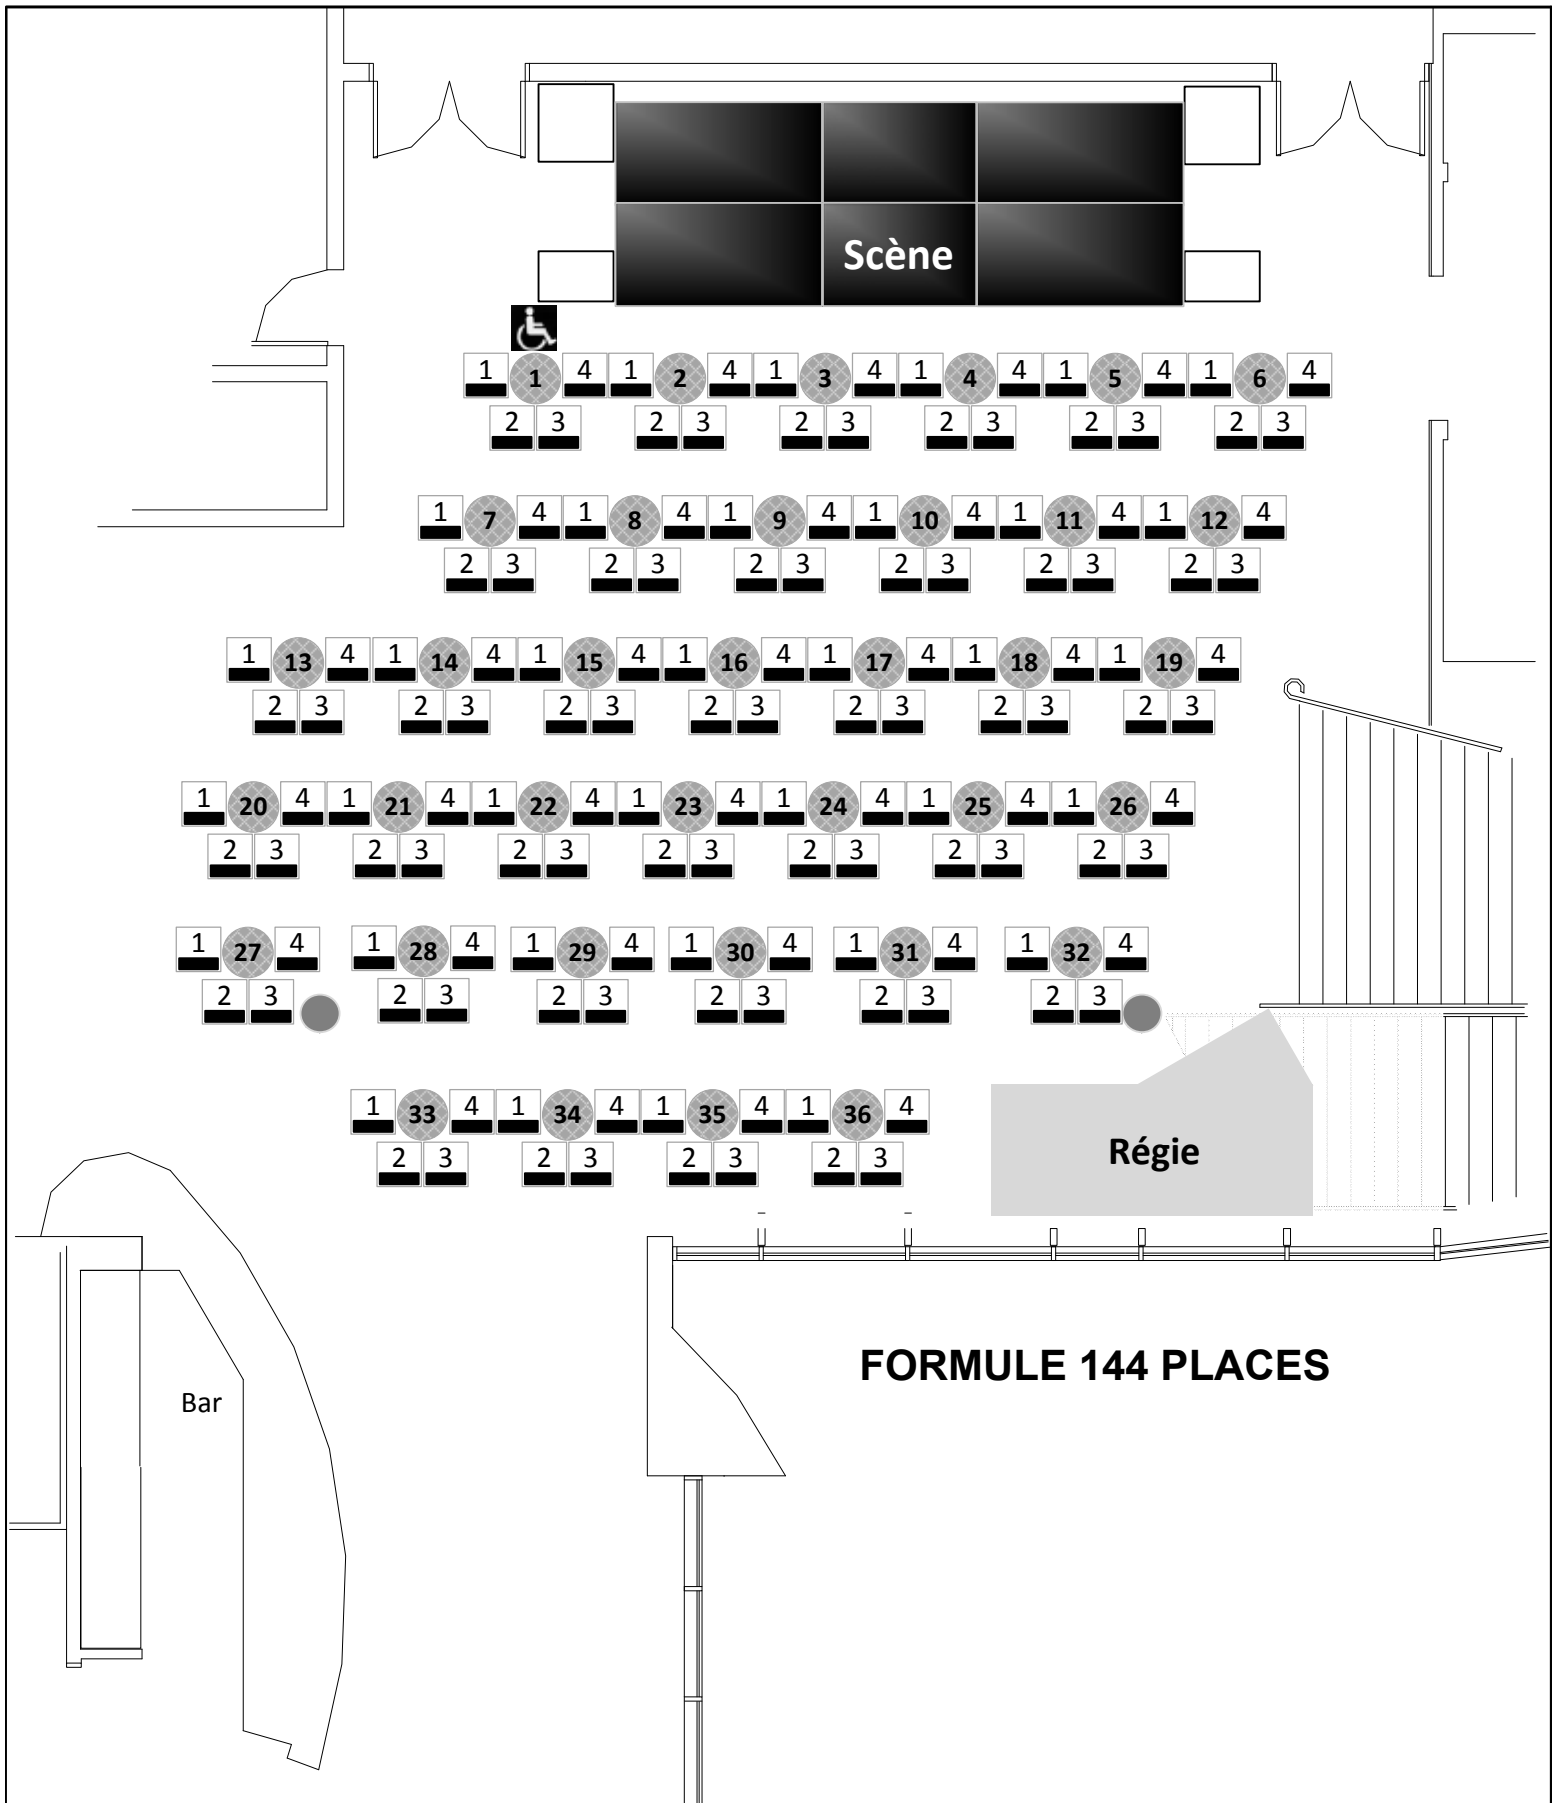 Scène
1 1 4 1 2 4 1 3 4 1 4 4 1 5 4 1 6 4
2 3 2 3 2 3 2 3 2 3 2 3
1 7 4 1 8 4 1 9 4 1 10 4 1 11 4 1 12 4
2 3 2 3 2 3 2 3 2 3 2 3
1 13 4 1 14 4 1 15 4 1 16 4 1 17 4 1 18 4 1 19 4
2 3 2 3 2 3 2 3 2 3 2 3 2 3
1 20 4 1 21 4 1 22 4 1 23 4 1 24 4 1 25 4 1 26 4
2 3 2 3 2 3 2 3 2 3 2 3 2 3
1 27 4 1 28 4 1 29 4 1 30 4 1 31 4 1 32 4
2 3 2 3 2 3 2 3 2 3 2 3
1 33 4 1 34 4 1 35 4 1 36 4
2 3 2 3 2 3 2 3
Régie
FORMULE 144 PLACES
Bar